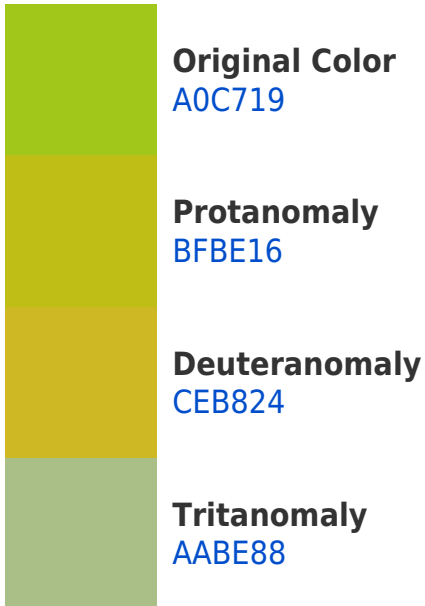 Original Color
A0C719
Protanomaly
BFBE16
Deuteranomaly
CEB824
Tritanomaly
AABE88